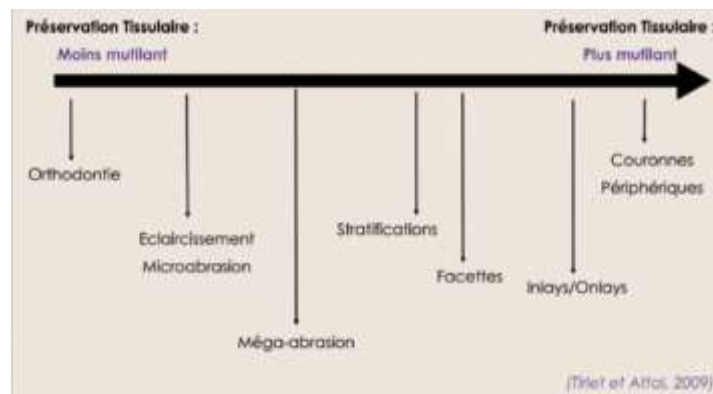 Préservation Tissulaire :
Moins mutilant
Préservation Tissulaire :
Plus mutilant
Orthodontie
Eclaircissement
Microabrasion
Méga-abrasion
Stratifications
Facettes
Inlays/Onlays
Couronnes
Périphériques
(Tirlet et Attal, 2009)